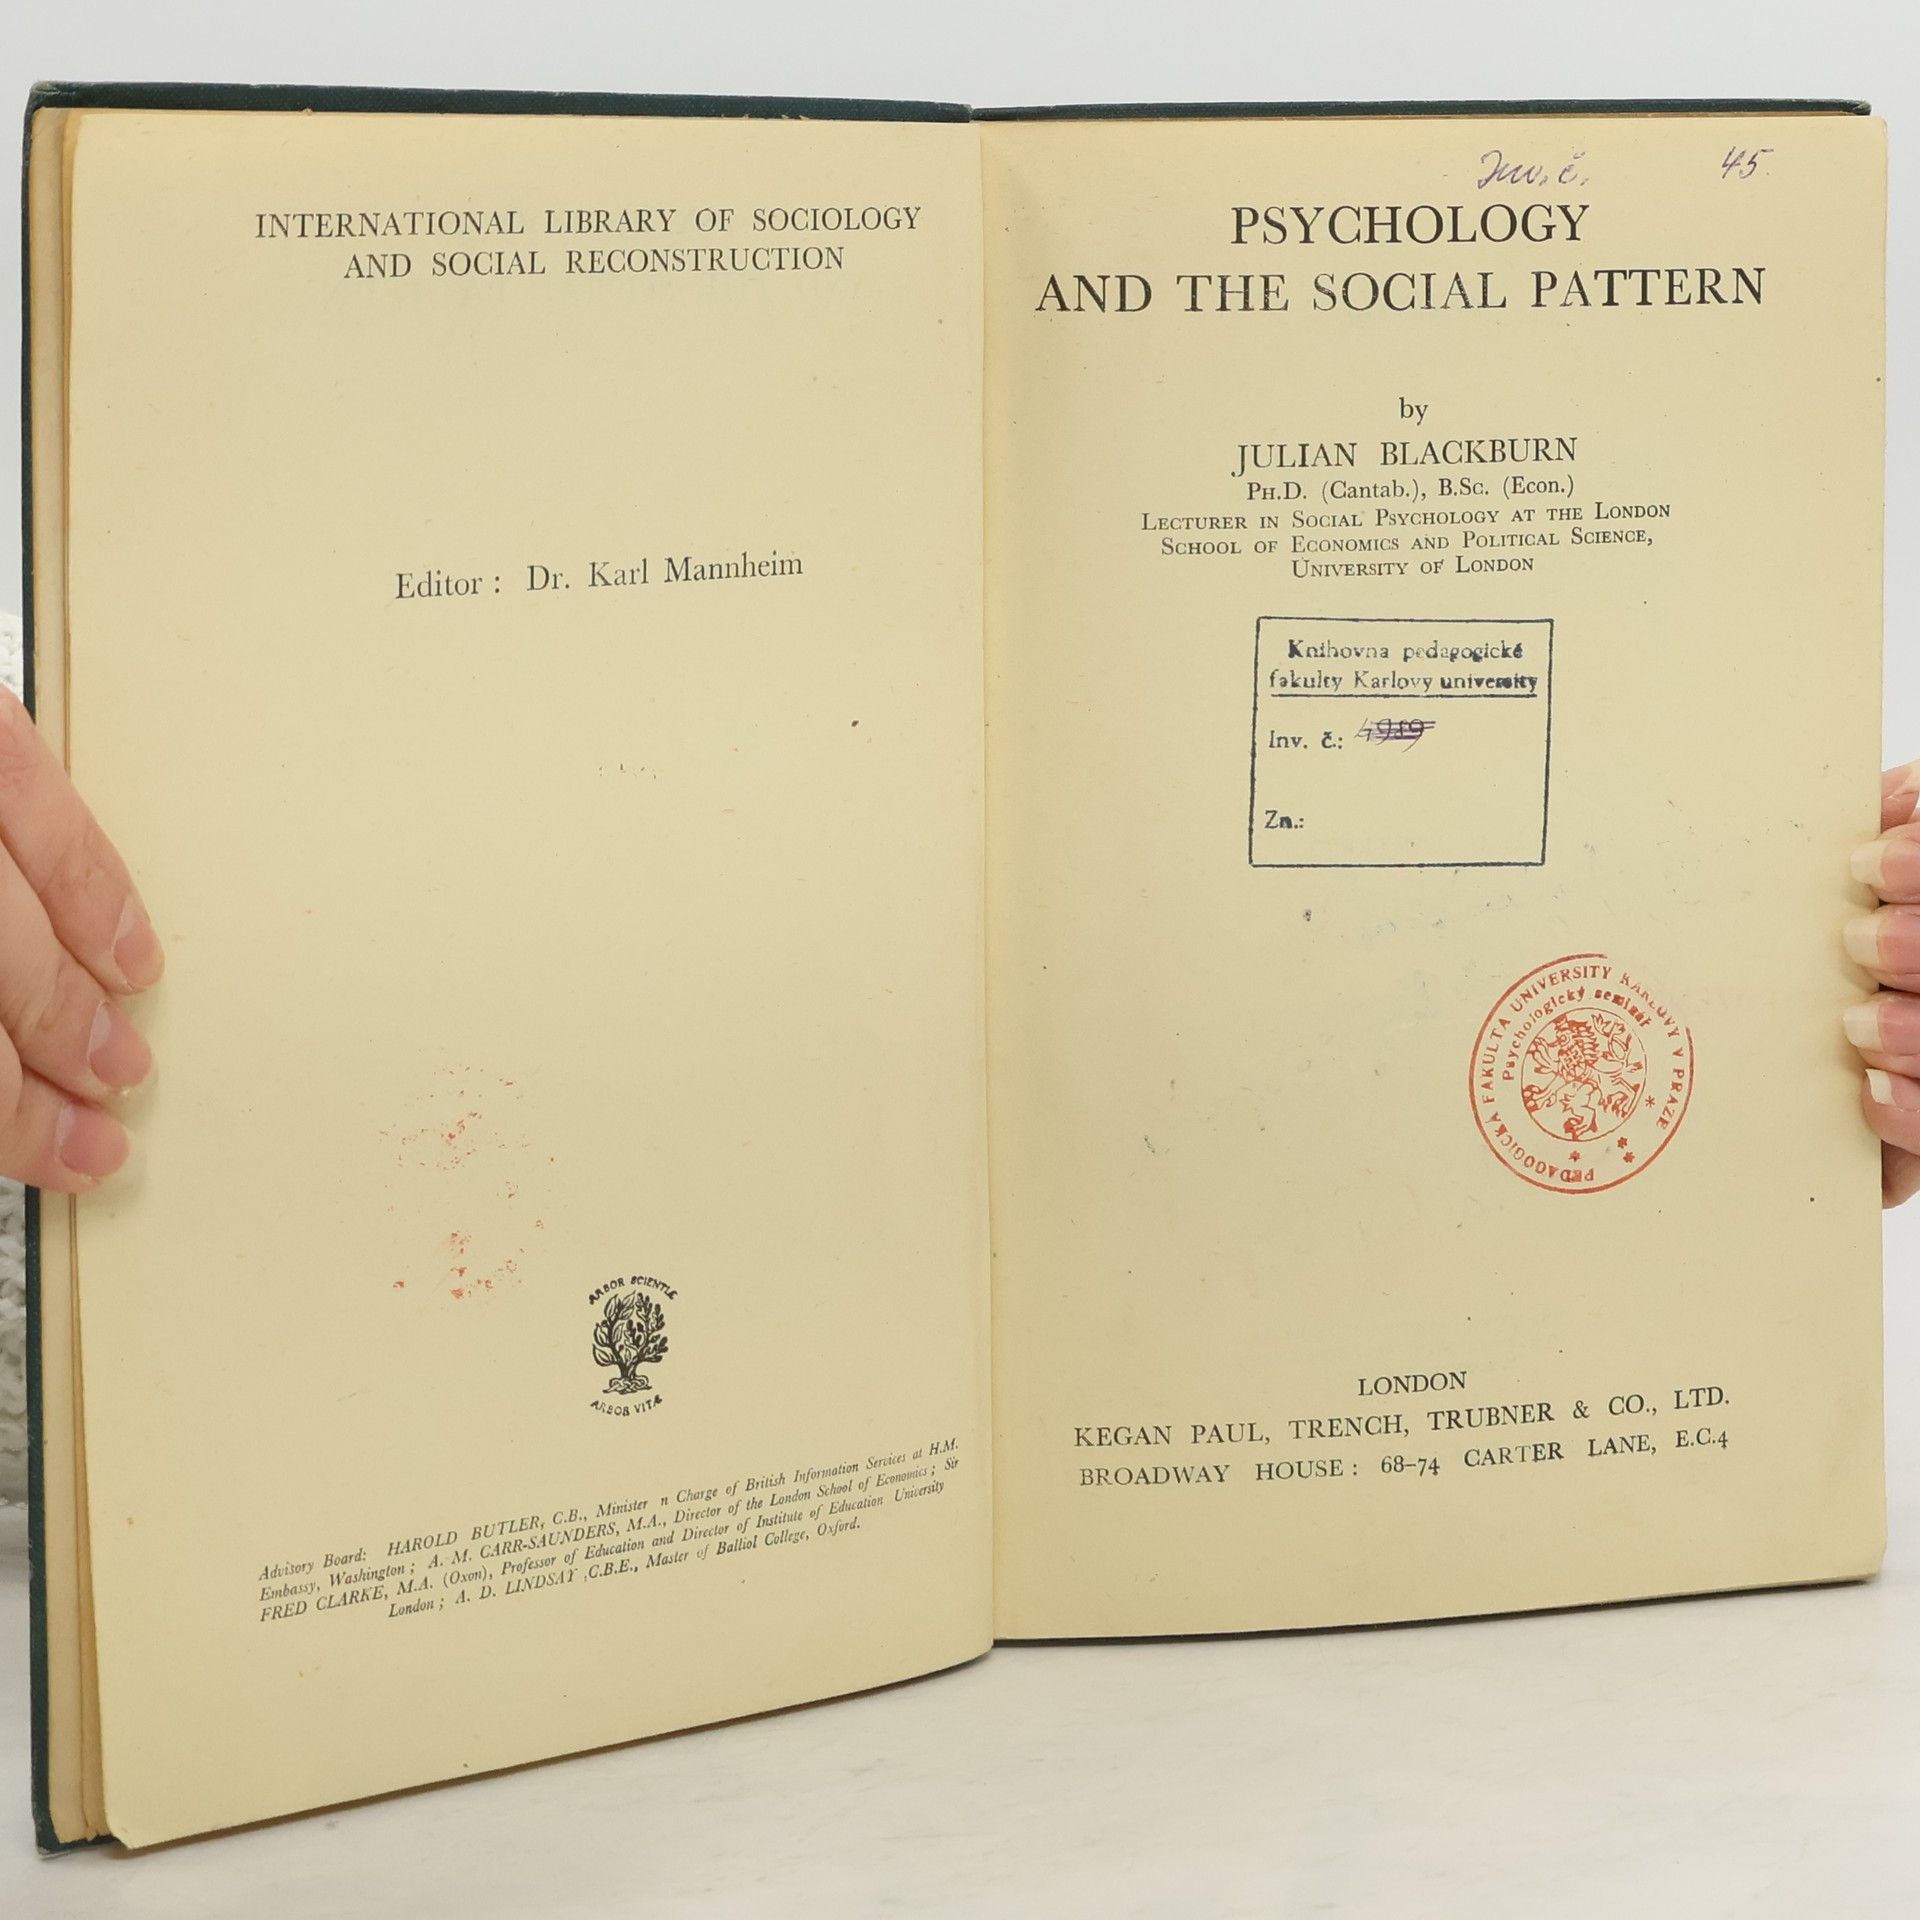 INTERNATIONAL LIBRARY OF SOCIOLOGY
AND SOCIAL RECONSTRUCTION
Editor : Dr. Karl Mannheim
ARBOR SCIENTIÆ
ARBOR VITÆ
Advisory Board: HAROLD BUTLER, C.B., Minister n Charge of British Information Services at H.M.
Embassy, Washington ; A. M. CARR-SAUNDERS, M.A., Director of the London School of Economics ; Sir
FRED CLARKE, M.A. (Oxon), Professor of Education and Director of Institute of Education University
London ; A. D. LINDSAY C.B.E., Master of Balliol College, Oxford.
Inv. č. 45.
PSYCHOLOGY
AND THE SOCIAL PATTERN
by
JULIAN BLACKBURN
PH.D. (Cantab.), B.SC. (Econ.)
LECTURER IN SOCIAL PSYCHOLOGY AT THE LONDON
SCHOOL OF ECONOMICS AND POLITICAL SCIENCE,
UNIVERSITY OF LONDON
Knihovna pedagogické
fakulty Karlovy university
Inv. č.:
Zn.:
PEDAGOGICKÁ FAKULTA UNIVERSITY KARLOVY V PRAZE
Psychologický seminář
LONDON
KEGAN PAUL, TRENCH, TRUBNER & CO., LTD.
BROADWAY HOUSE : 68–74 CARTER LANE, E.C.4